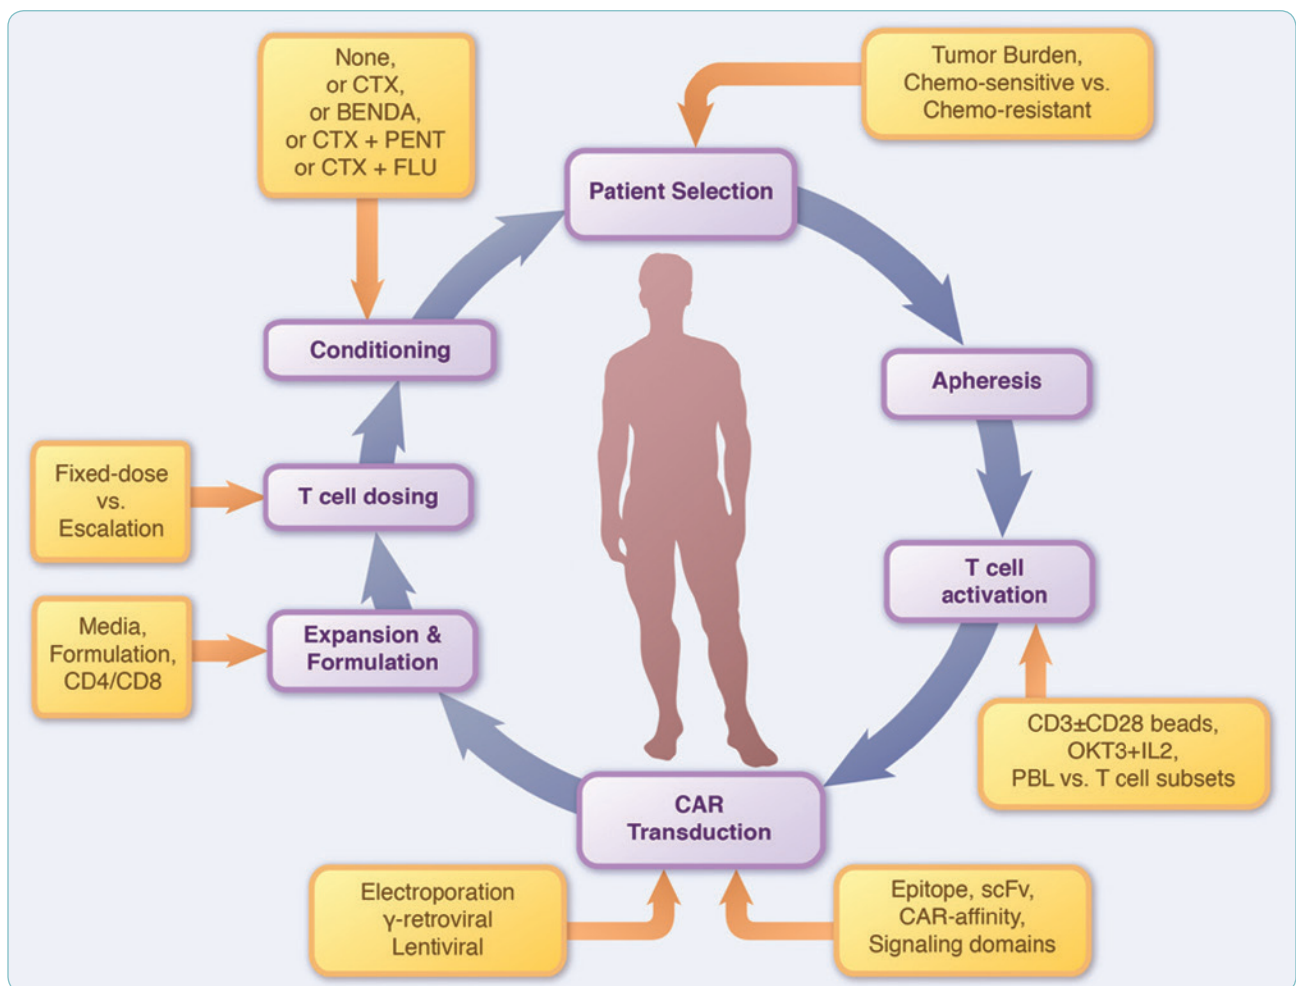 None,
or CTX,
or BENDA,
or CTX + PENT
or CTX + FLU
Tumor Burden,
Chemo-sensitive vs.
Chemo-resistant
Patient Selection
Conditioning
Apheresis
Fixed-dose
vs.
Escalation
T cell dosing
T cell
activation
Media,
Formulation,
CD4/CD8
Expansion &
Formulation
CD3±CD28 beads,
OKT3+IL2,
PBL vs. T cell subsets
CAR
Transduction
Electroporation
γ-retroviral
Lentiviral
Epitope, scFv,
CAR-affinity,
Signaling domains